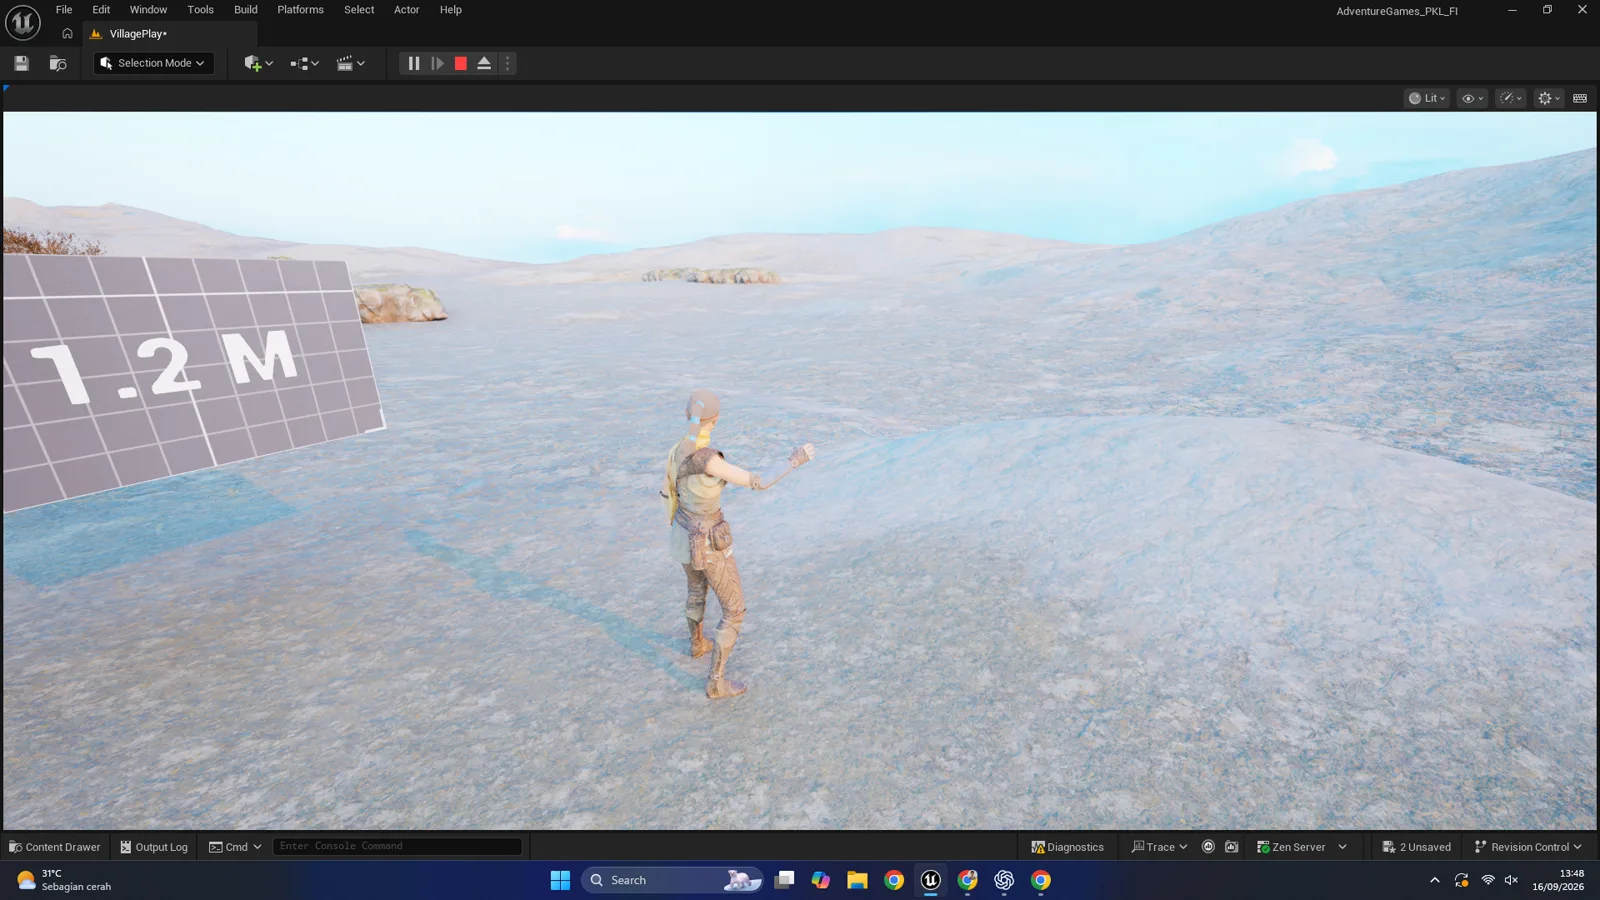 File Edit Window Tools Build Platforms Select Actor Help
AdventureGames_PKL_FI
VillagePlay•
Selection Mode
Lit
1.2 M
Content Drawer
Output Log
Cmd
Enter Console Command
Diagnostics
Trace
Zen Server
2 Unsaved
Revision Control
31°C
Sebagian cerah
Search
13:48
16/09/2026